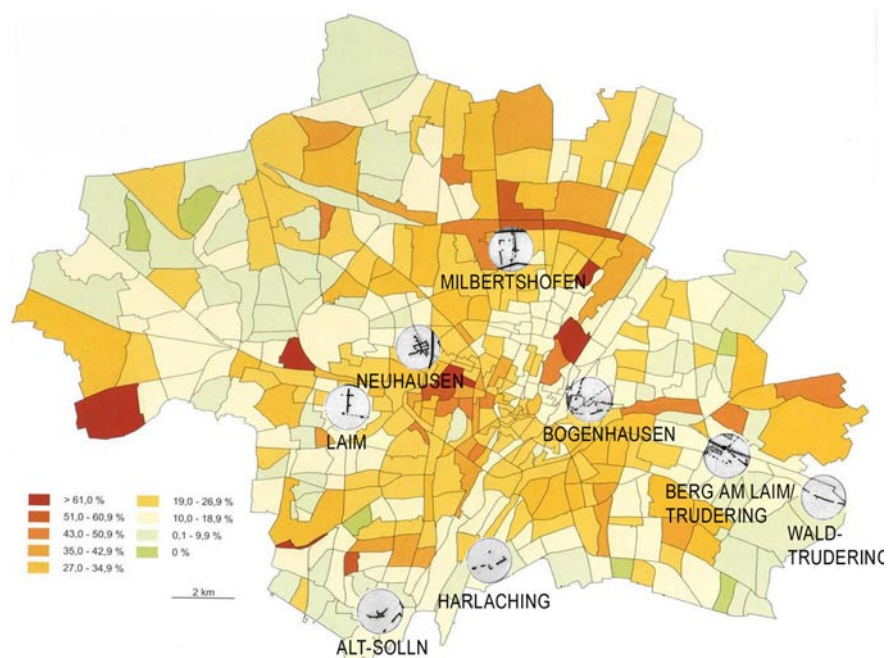 MILBERTSHOFEN
NEUHAUSEN
LAIM
BOGENHAUSEN
BERG AM LAIM/
TRUDERING
WALD-
TRUDERING
HARLACHING
ALT-SOLLN
> 61,0 %
51,0 - 60,9 %
43,0 - 50,9 %
35,0 - 42,9 %
27,0 - 34,9 %
19,0 - 26,9 %
10,0 - 18,9 %
0,1 - 9,9 %
0 %
2 km